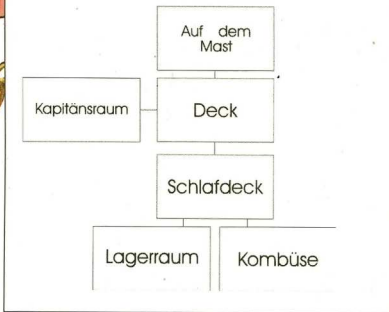 Auf dem
Mast
Kapitänsraum
Deck
Schlafdeck
Lagerraum
Kombüse